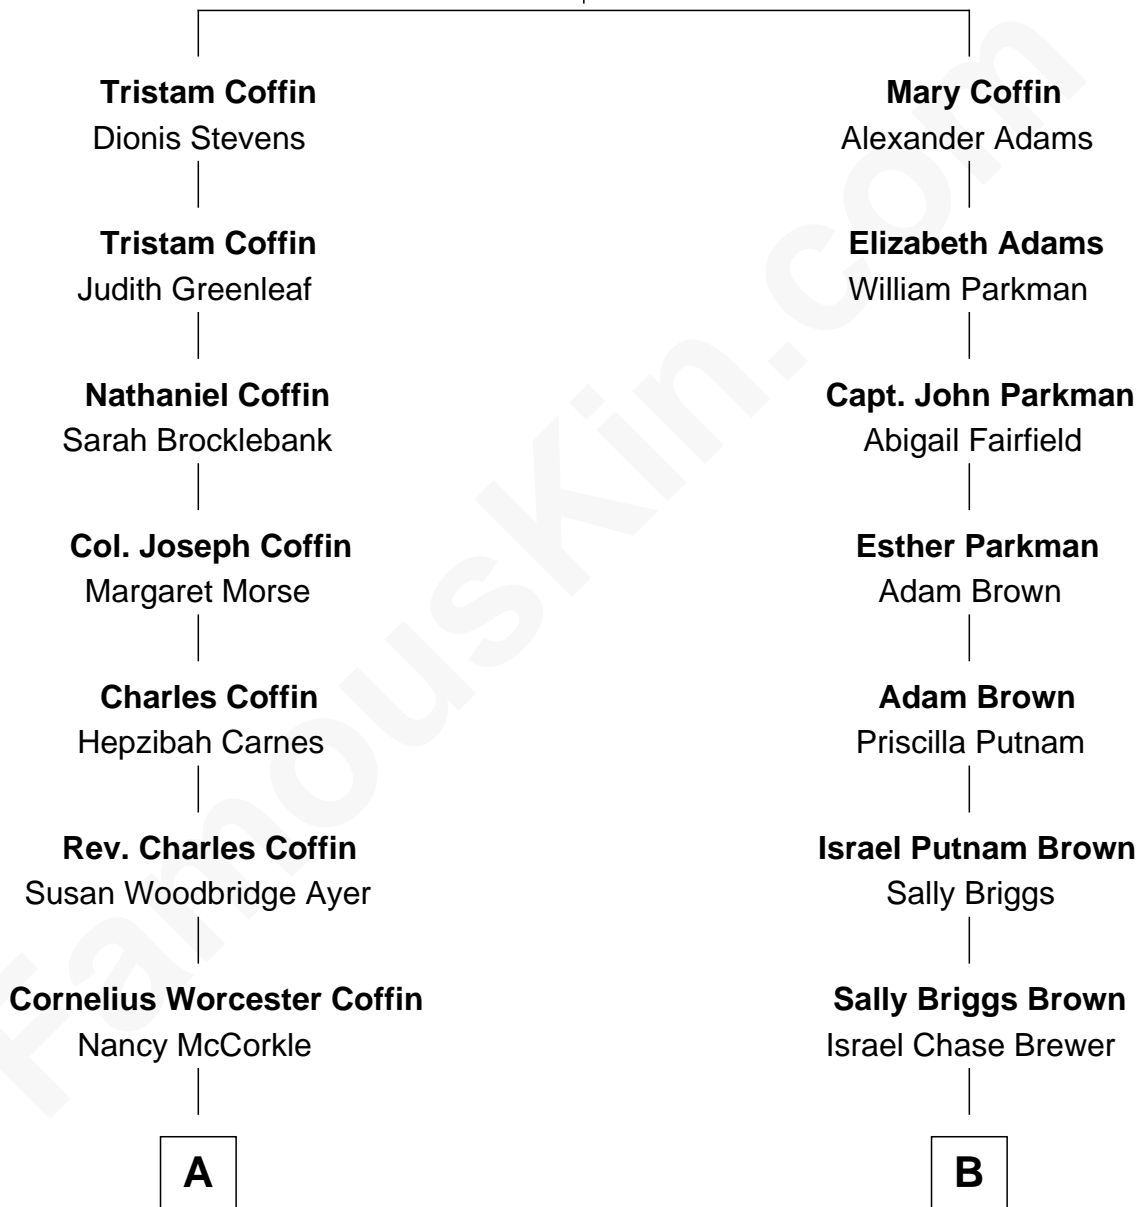 Tristam Coffin
Dionis Stevens
Tristam Coffin
Judith Greenleaf
Nathaniel Coffin
Sarah Brocklebank
Col. Joseph Coffin
Margaret Morse
Charles Coffin
Hepzibah Carnes
Rev. Charles Coffin
Susan Woodbridge Ayer
Cornelius Worcester Coffin
Nancy McCorkle
A
Mary Coffin
Alexander Adams
Elizabeth Adams
William Parkman
Capt. John Parkman
Abigail Fairfield
Esther Parkman
Adam Brown
Adam Brown
Priscilla Putnam
Israel Putnam Brown
Sally Briggs
Sally Briggs Brown
Israel Chase Brewer
B
FamousKin.com